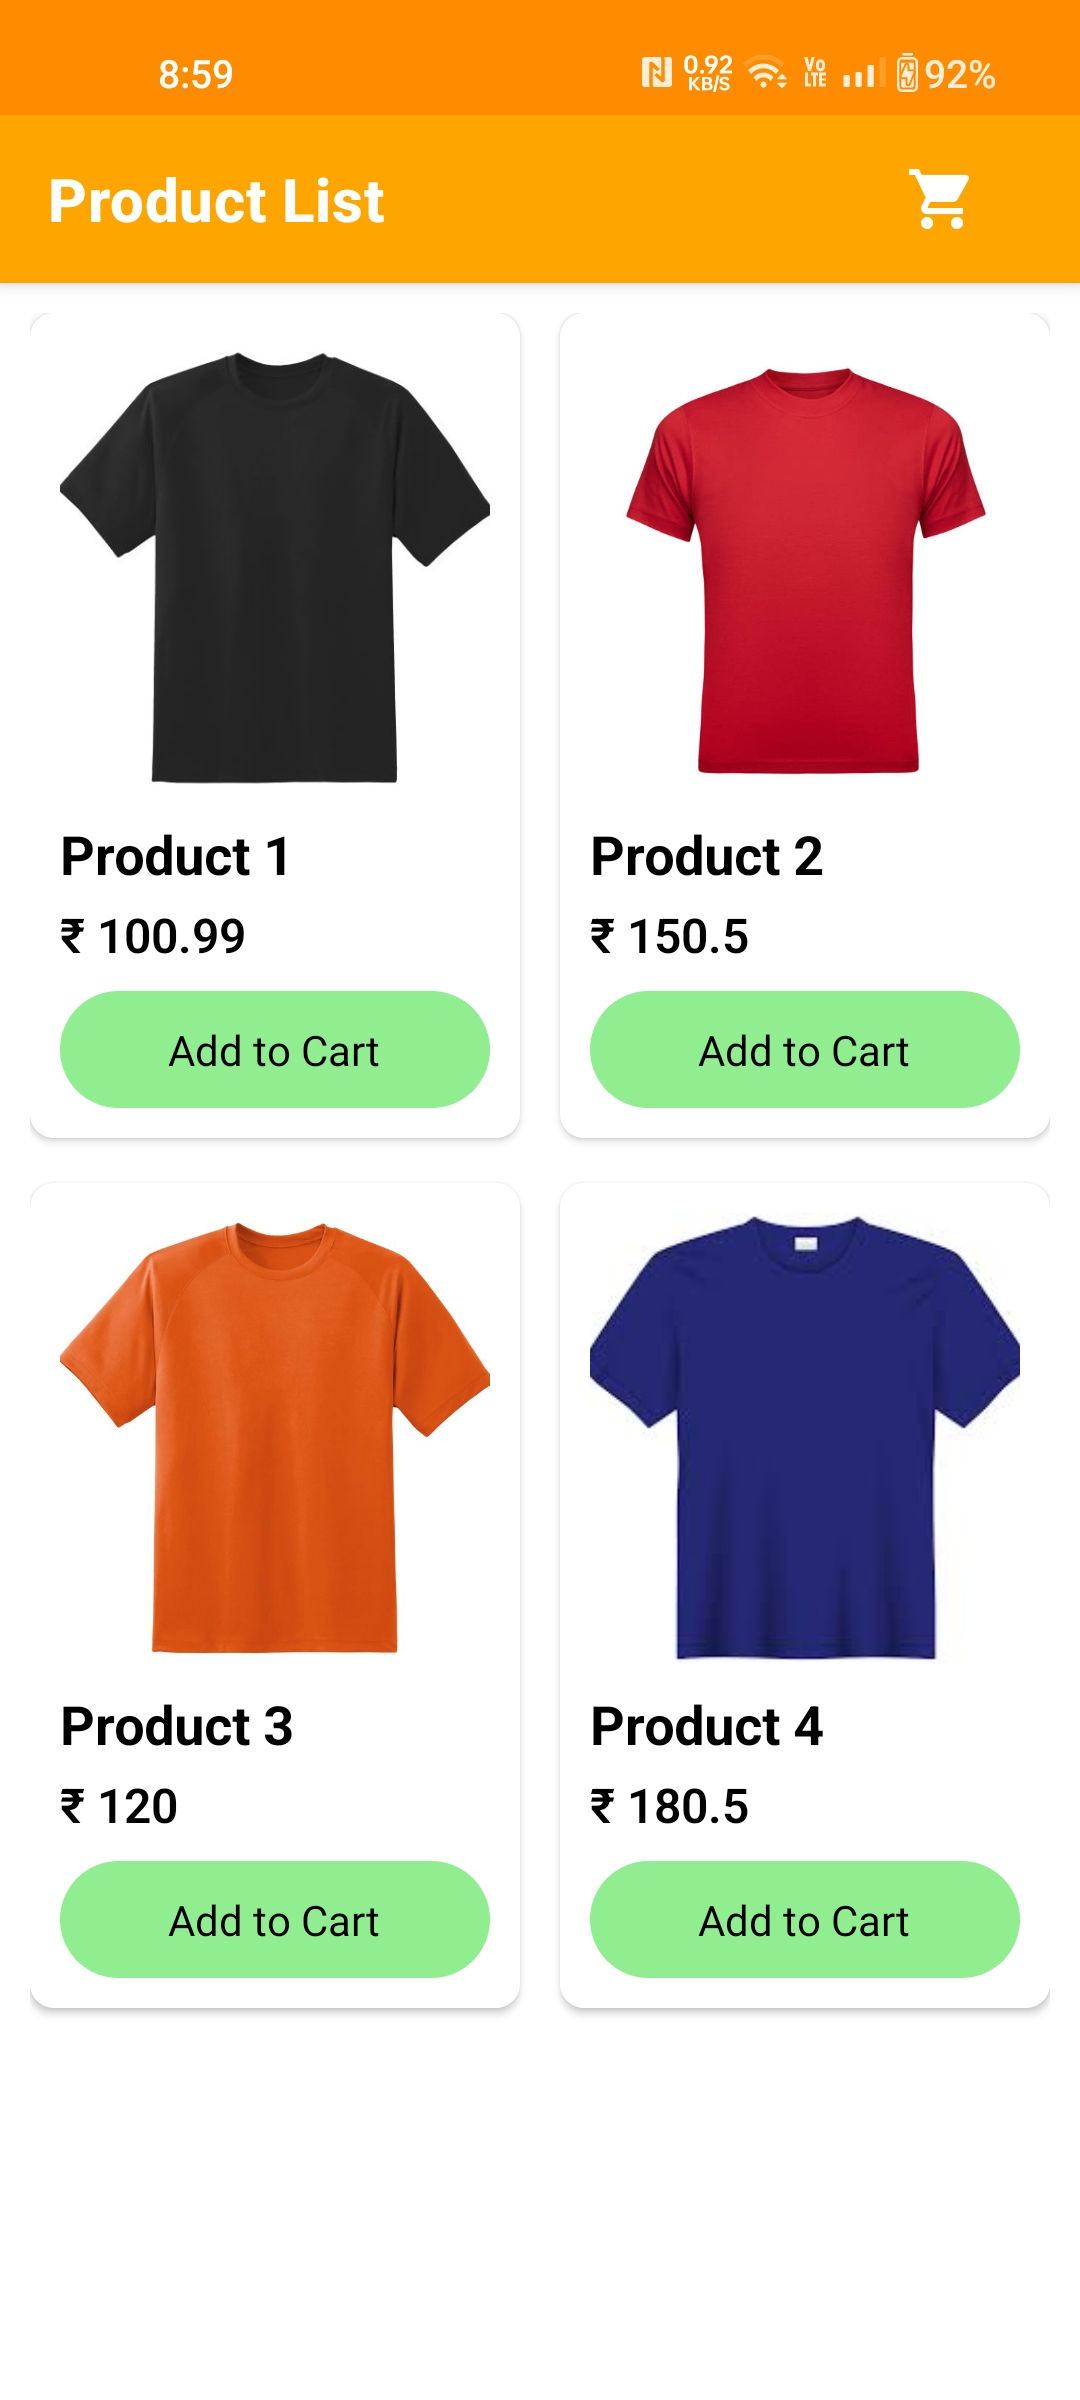 8:59
0.92
KB/S
Vo
LTE
92%
Product List
Product 1
₹ 100.99
Add to Cart
Product 2
₹ 150.5
Add to Cart
Product 3
₹ 120
Add to Cart
Product 4
₹ 180.5
Add to Cart